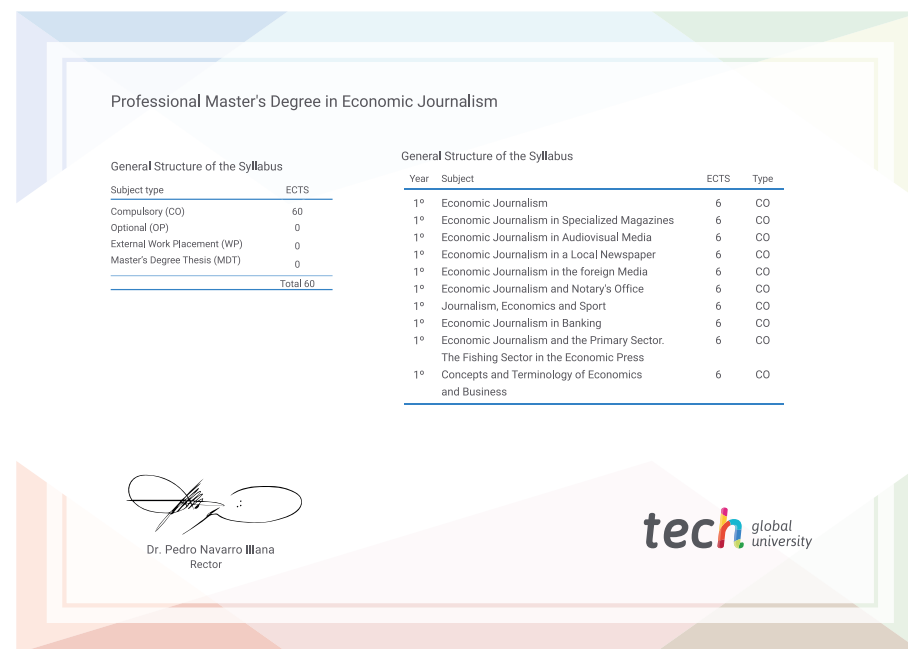 Professional Master's Degree in Economic Journalism
General Structure of the Syllabus
Subject type ECTS
Compulsory (CO) 60
Optional (OP) 0
External Work Placement (WP) 0
Master's Degree Thesis (MDT) 0
Total 60
General Structure of the Syllabus
Year Subject ECTS Type
1º Economic Journalism 6 CO
1º Economic Journalism in Specialized Magazines 6 CO
1º Economic Journalism in Audiovisual Media 6 CO
1º Economic Journalism in a Local Newspaper 6 CO
1º Economic Journalism in the foreign Media 6 CO
1º Economic Journalism and Notary's Office 6 CO
1º Journalism, Economics and Sport 6 CO
1º Economic Journalism in Banking 6 CO
1º Economic Journalism and the Primary Sector. 6 CO
The Fishing Sector in the Economic Press
1º Concepts and Terminology of Economics 6 CO
and Business
Dr. Pedro Navarro Illana
Rector
tech global
university